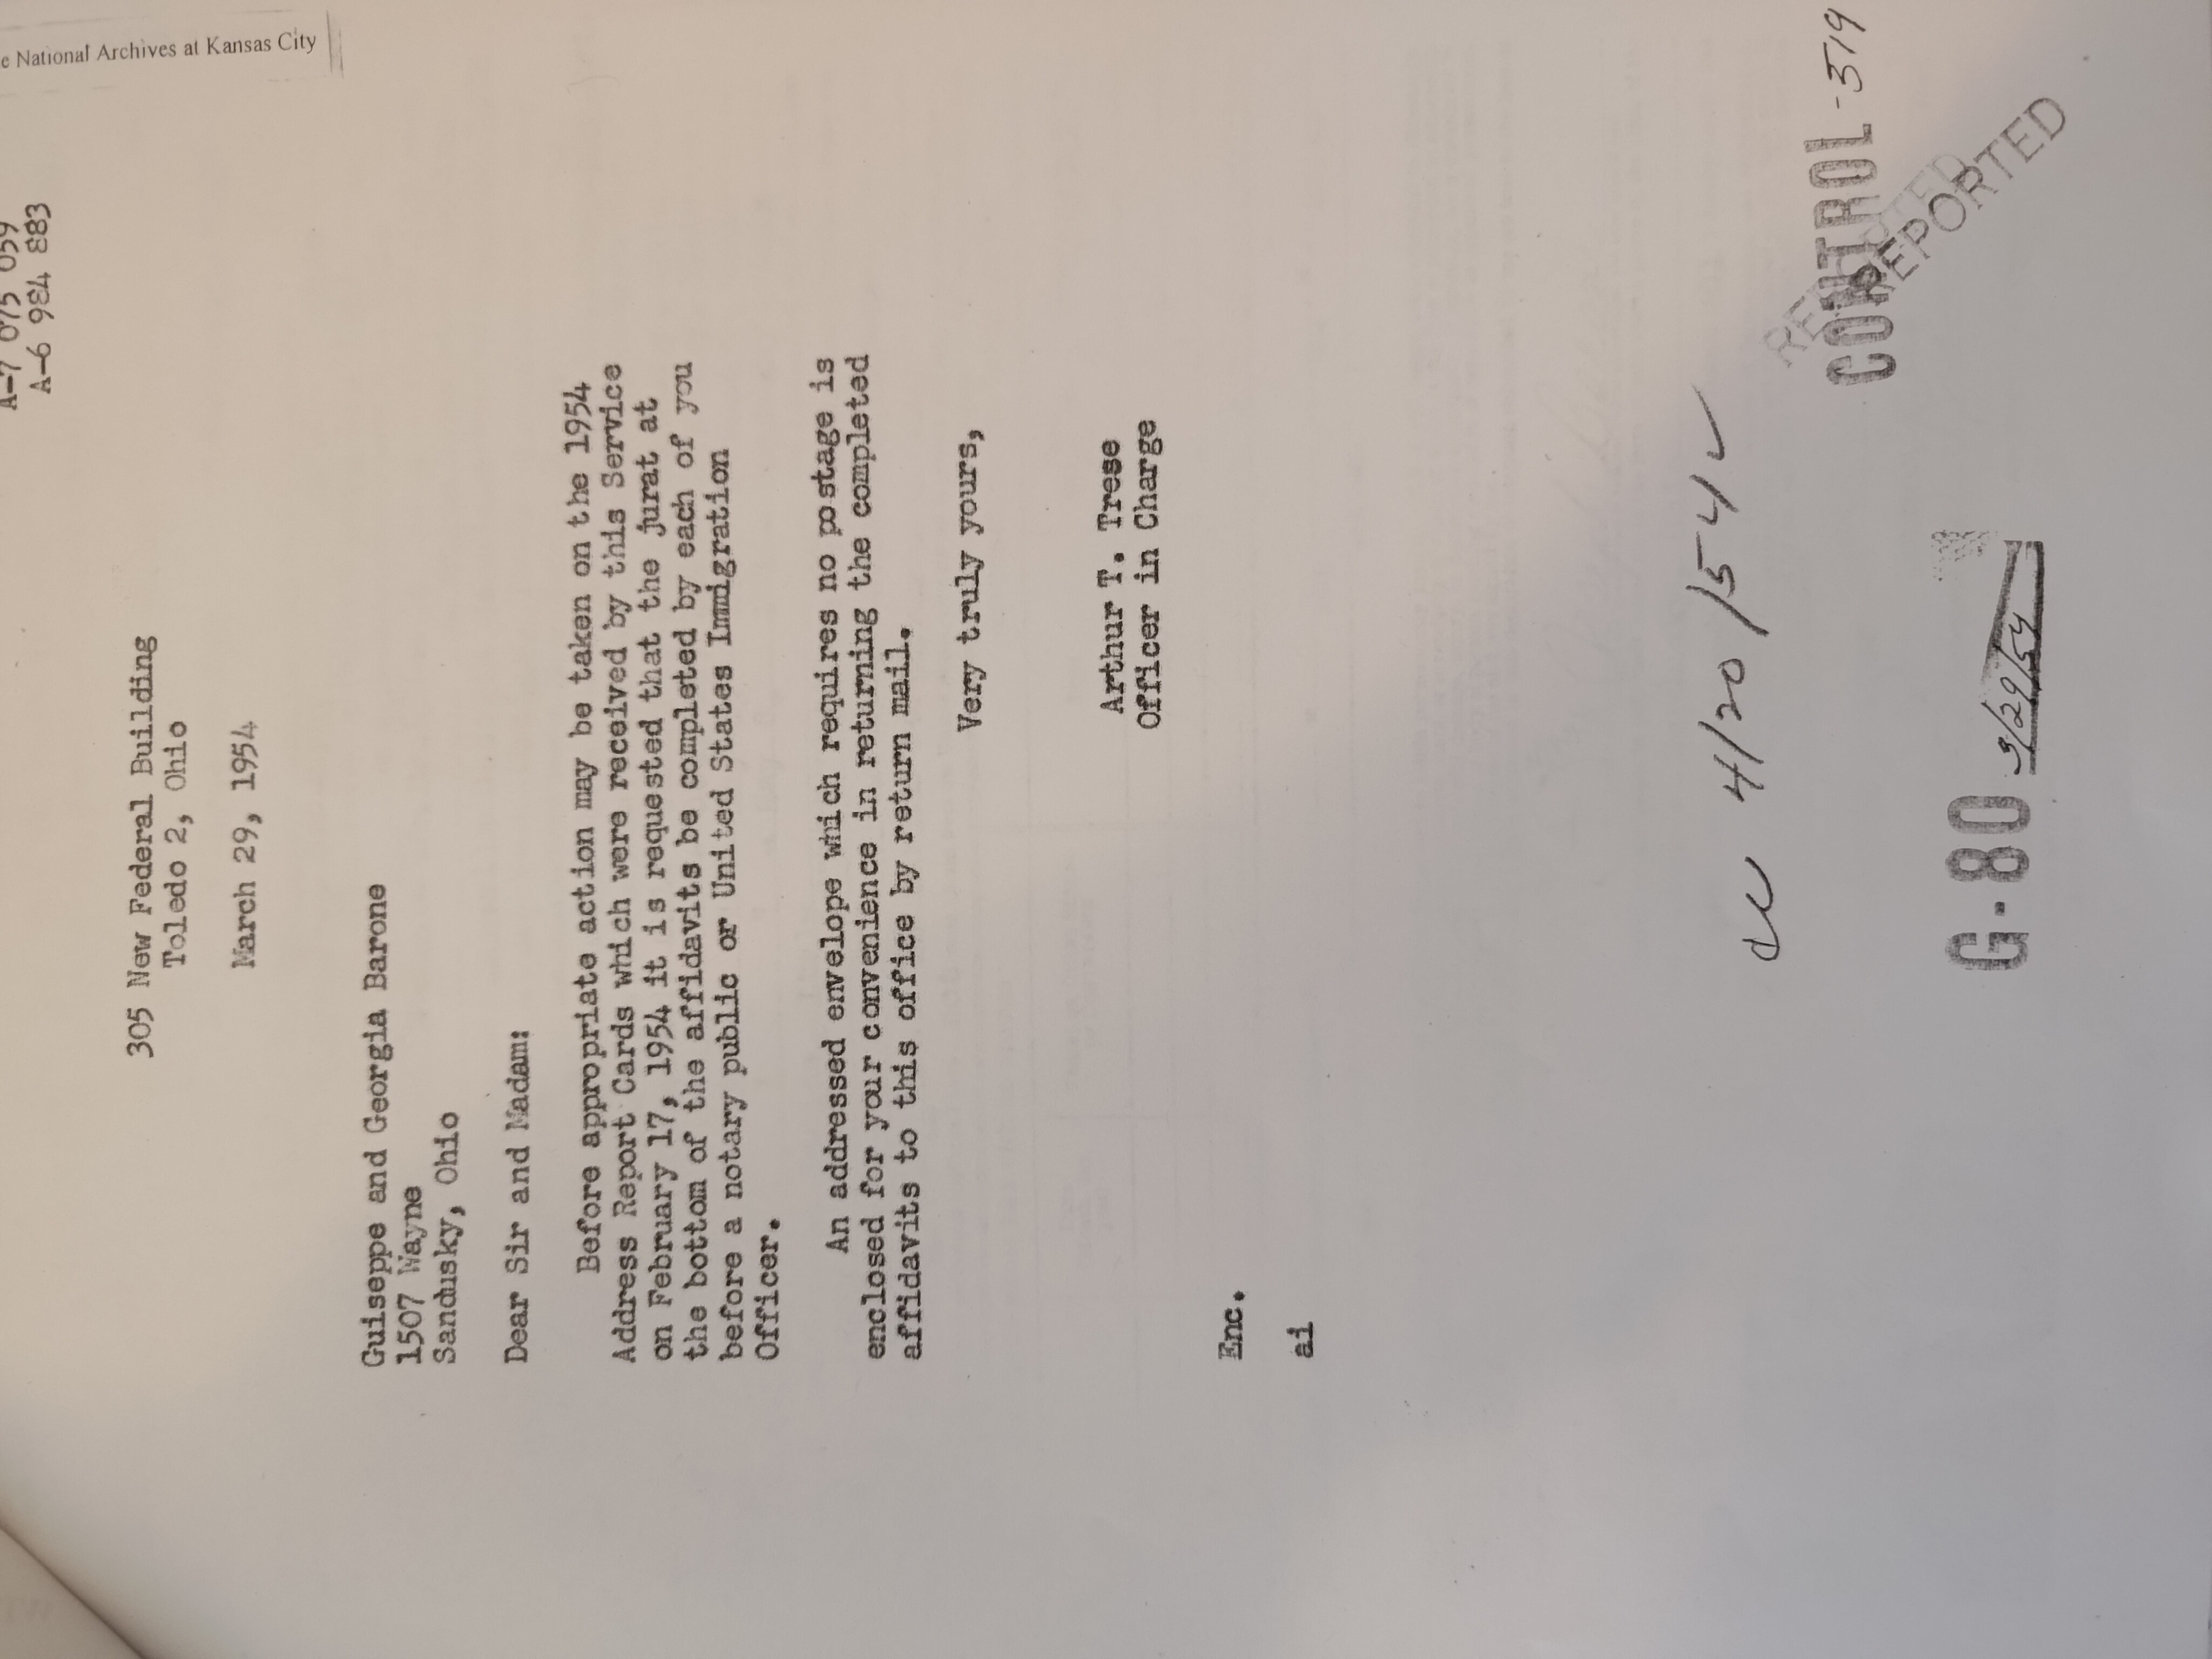 A-7 075 059
A-6 984 883
e National Archives at Kansas City
305 New Federal Building
Toledo 2, Ohio
March 29, 1954
Guiseppe and Georgia Barone
1507 Wayne
Sandusky, Ohio
Dear Sir and Madam:
Before appropriate action may be taken on the 1954
Address Report Cards which were received by this Service
on February 17, 1954 it is requested that the jurat at
the bottom of the affidavits be completed by each of you
before a notary public or United States Immigration
Officer.
An addressed envelope which requires no postage is
enclosed for your convenience in returning the completed
affidavits to this office by return mail.
Very truly yours,
Arthur T. Trese
Officer in Charge
Enc.
ai
4/20/54
CONTROL -519
REPORTED
REPORTED
G-80 3/29/54